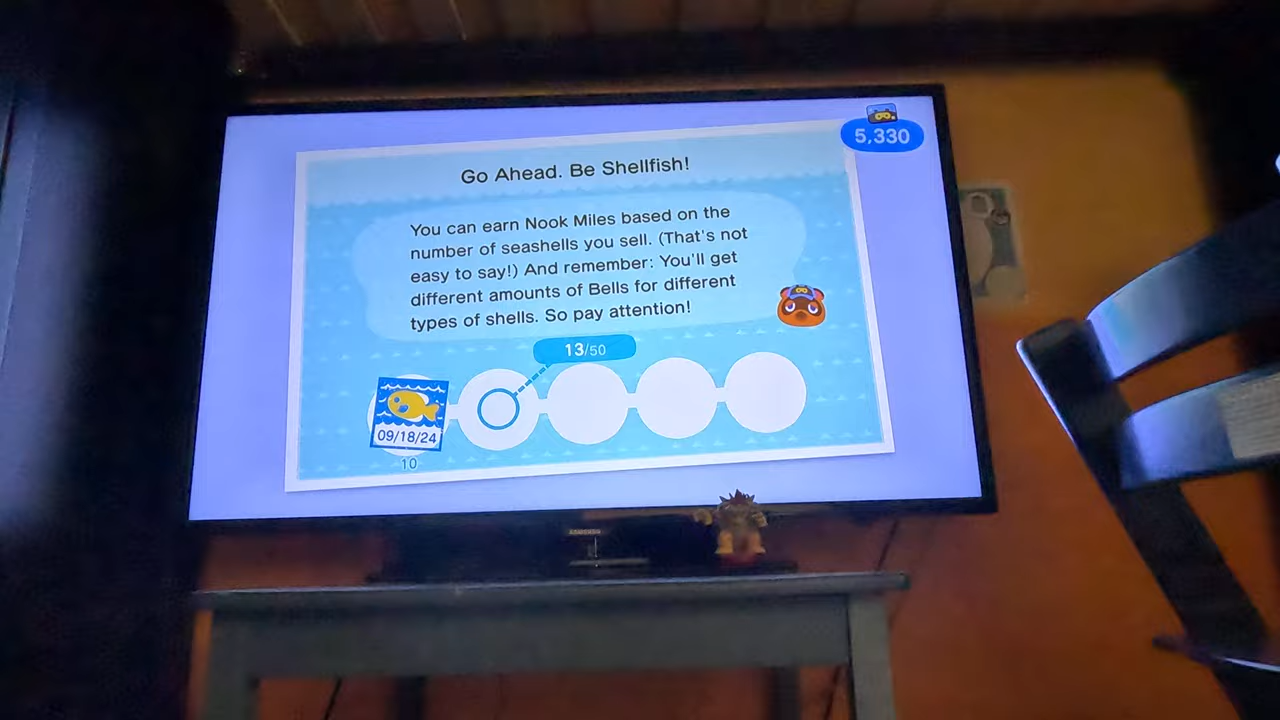 5,330
Go Ahead. Be Shellfish!
You can earn Nook Miles based on the
number of seashells you sell. (That's not
easy to say!) And remember: You'll get
different amounts of Bells for different
types of shells. So pay attention!
13/50
09/18/24
10
SAMSUNG